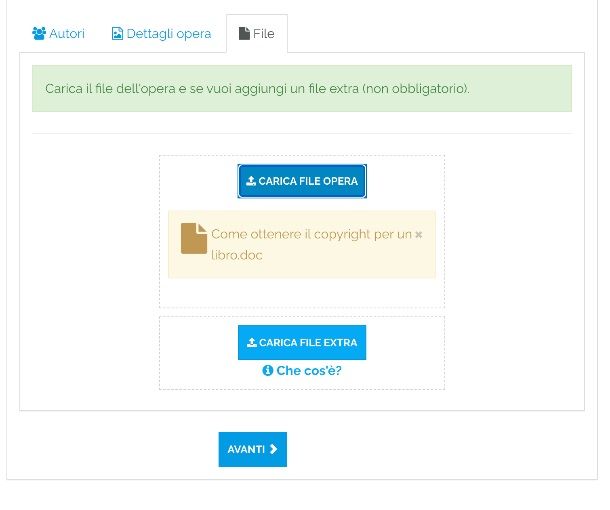 Autori Dettagli opera File
Carica il file dell'opera e se vuoi aggiungi un file extra (non obbligatorio).
CARICA FILE OPERA
Come ottenere il copyright per un ×
libro.doc
CARICA FILE EXTRA
Che cos'è?
AVANTI